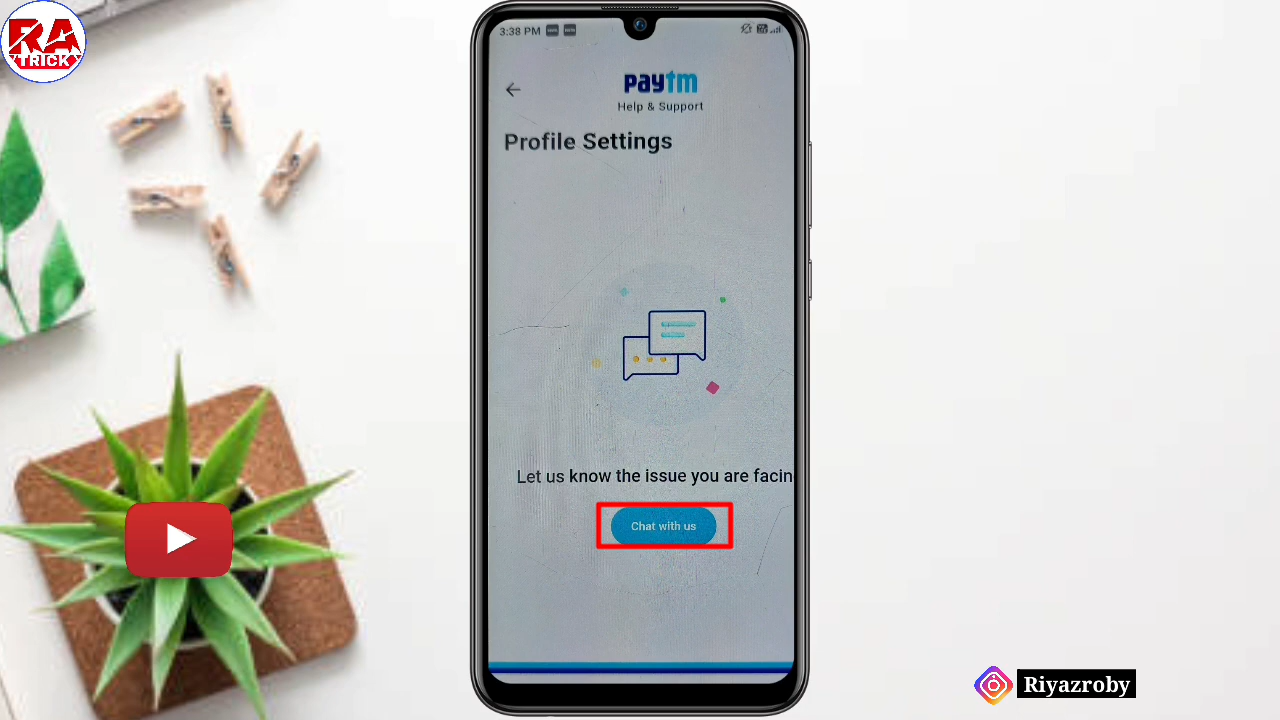 RA
TRICK
3:38 PM
paytm
Help & Support
Profile Settings
Let us know the issue you are facin
Chat with us
Riyazroby